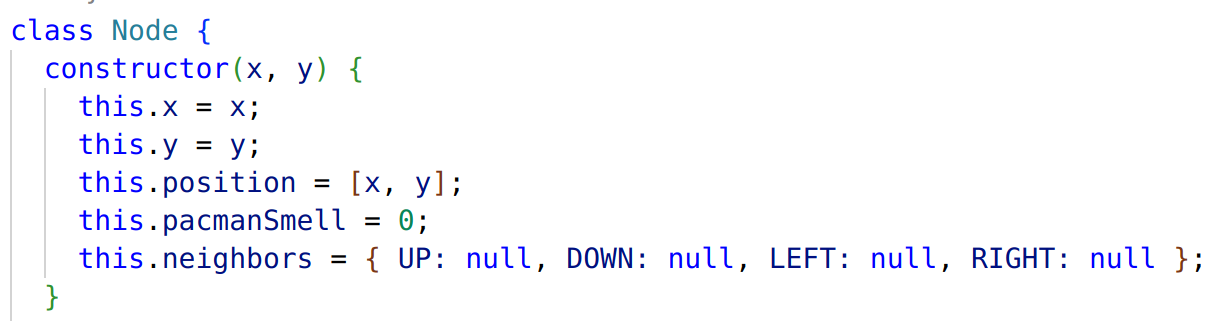 class Node {
  constructor(x, y) {
    this.x = x;
    this.y = y;
    this.position = [x, y];
    this.pacmanSmell = 0;
    this.neighbors = { UP: null, DOWN: null, LEFT: null, RIGHT: null };
  }